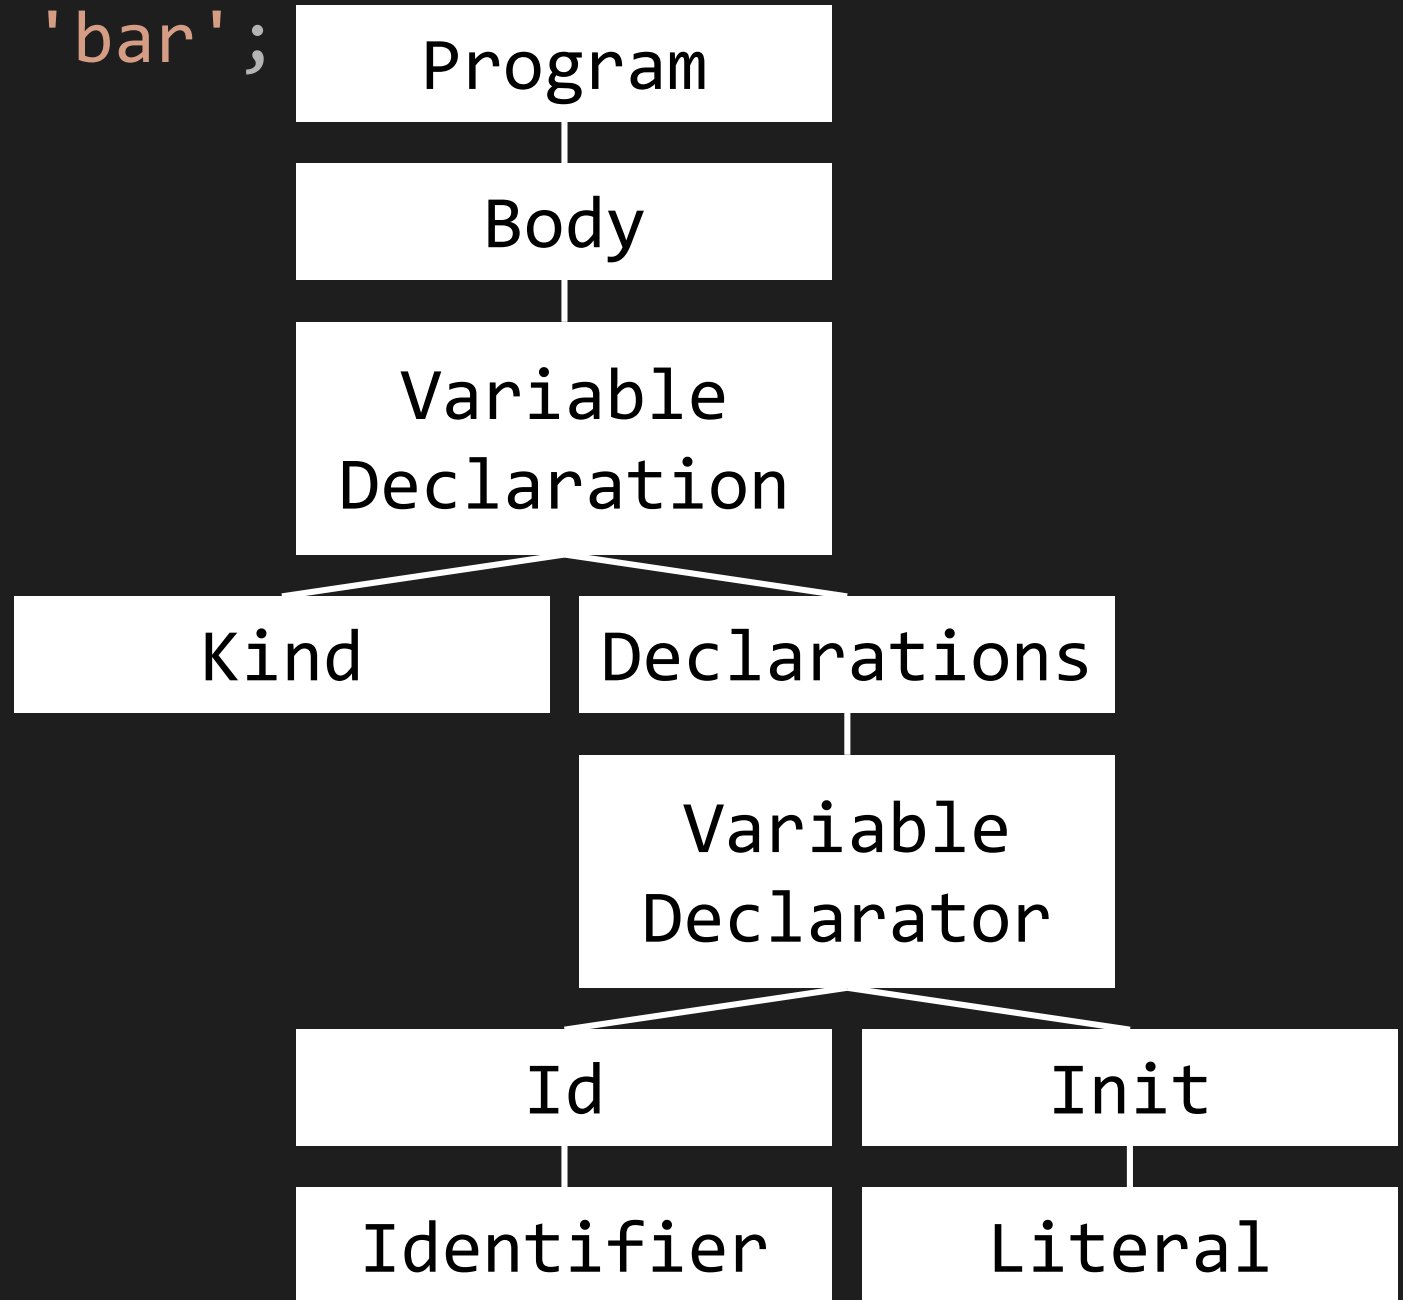 'bar';
Program
Body
Variable
Declaration
Kind
Declarations
Variable
Declarator
Id
Init
Identifier
Literal